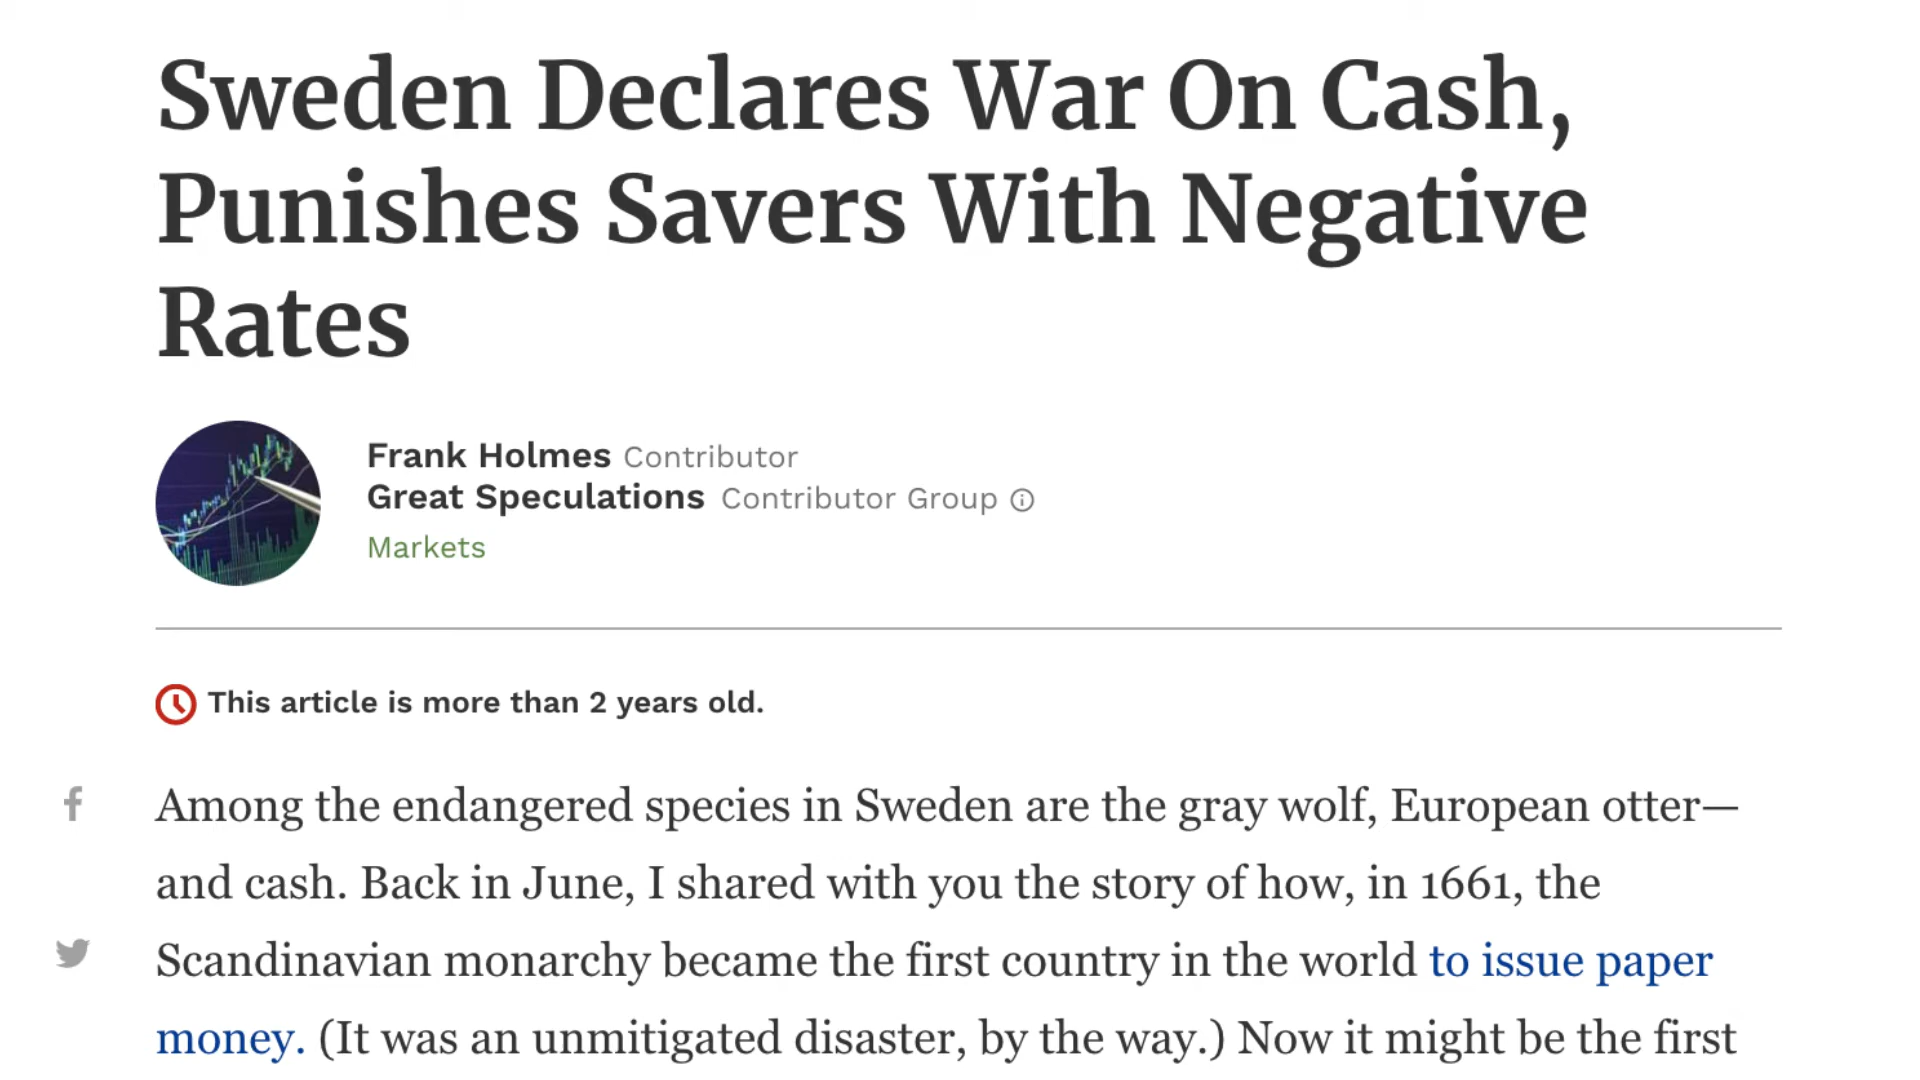 Sweden Declares War On Cash,
Punishes Savers With Negative
Rates
Frank Holmes Contributor
Great Speculations Contributor Group
Markets
This article is more than 2 years old.
Among the endangered species in Sweden are the gray wolf, European otter—
and cash. Back in June, I shared with you the story of how, in 1661, the
Scandinavian monarchy became the first country in the world to issue paper
money. (It was an unmitigated disaster, by the way.) Now it might be the first